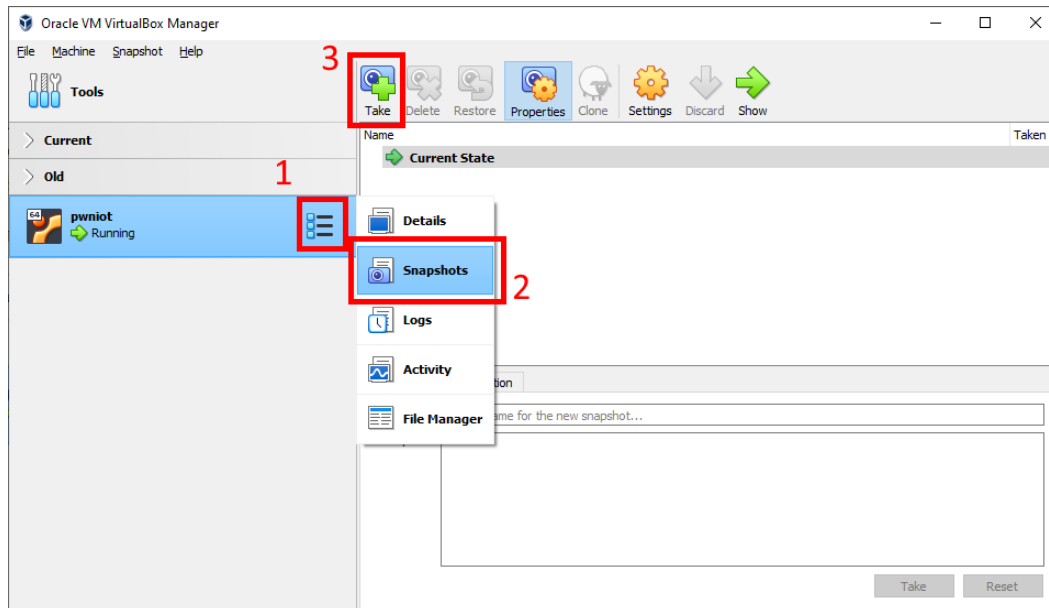 Oracle VM VirtualBox Manager
File Machine Snapshot Help
3
Tools
Take Delete Restore Properties Clone Settings Discard Show
Name Taken
Current
Current State
Old
1
64
pwniot
Running
Details
Snapshots
2
Logs
Activity
tion
File Manager
ame for the new snapshot...
Take Reset